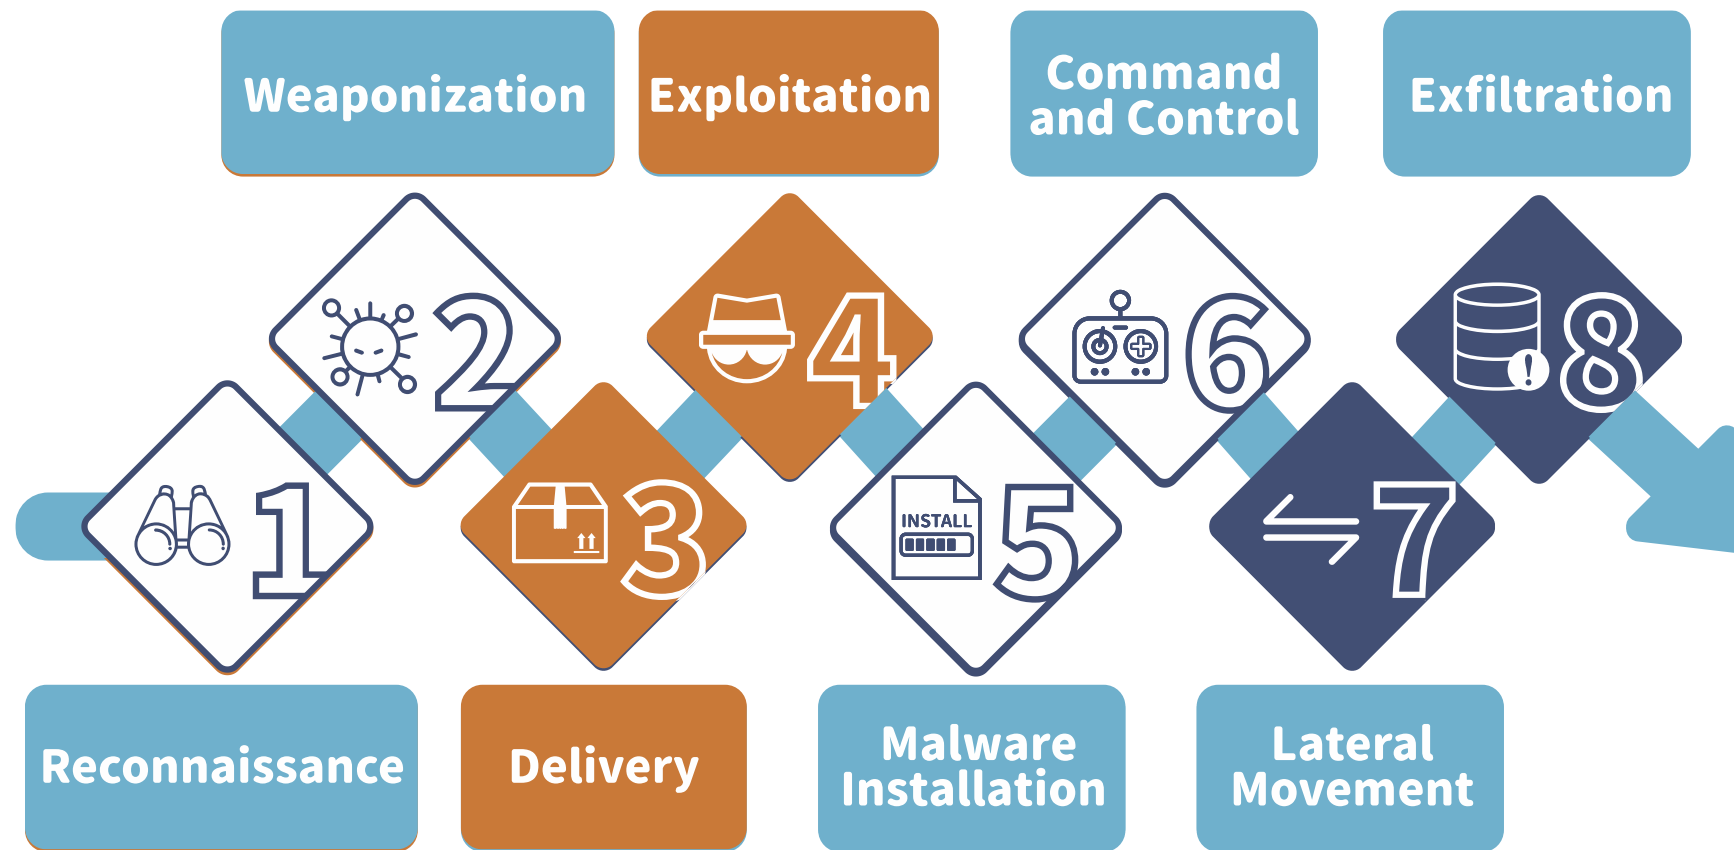 Weaponization
Exploitation
Command
and Control
Exfiltration
2
4
6
8
!
1
3
INSTALL
5
7
Reconnaissance
Delivery
Malware
Installation
Lateral
Movement